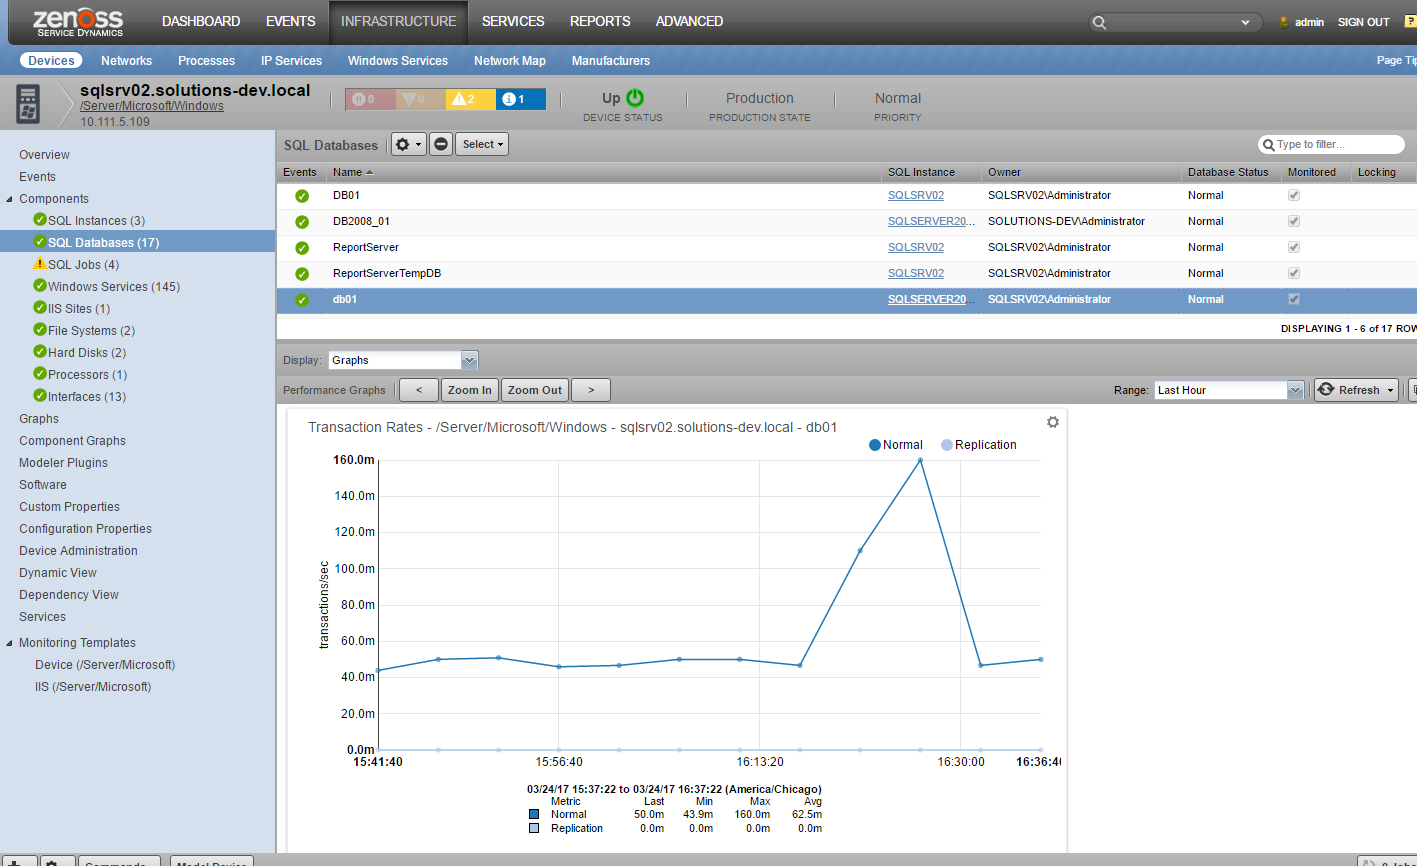 zenoss
SERVICE DYNAMICS
DASHBOARD EVENTS INFRASTRUCTURE SERVICES REPORTS ADVANCED
admin SIGN OUT ?
Devices Networks Processes IP Services Windows Services Network Map Manufacturers Page Tip
sqlsrv02.solutions-dev.local
/Server/Microsoft/Windows
10.111.5.109
0 0 2 1
Up
DEVICE STATUS
Production
PRODUCTION STATE
Normal
PRIORITY
Overview
Events
Components
SQL Instances (3)
SQL Databases (17)
SQL Jobs (4)
Windows Services (145)
IIS Sites (1)
File Systems (2)
Hard Disks (2)
Processors (1)
Interfaces (13)
Graphs
Component Graphs
Modeler Plugins
Software
Custom Properties
Configuration Properties
Device Administration
Dynamic View
Dependency View
Services
Monitoring Templates
Device (/Server/Microsoft)
IIS (/Server/Microsoft)
SQL Databases Select Type to filter...
Events Name SQL Instance Owner Database Status Monitored Locking
DB01 SQLSRV02 SQLSRV02\Administrator Normal
DB2008_01 SQLSERVER20... SOLUTIONS-DEV\Administrator Normal
ReportServer SQLSRV02 SQLSRV02\Administrator Normal
ReportServerTempDB SQLSRV02 SQLSRV02\Administrator Normal
db01 SQLSERVER20... SQLSRV02\Administrator Normal
DISPLAYING 1 - 6 of 17 ROW
Display: Graphs
Performance Graphs < Zoom In Zoom Out > Range: Last Hour Refresh
Transaction Rates - /Server/Microsoft/Windows - sqlsrv02.solutions-dev.local - db01
Normal Replication
transactions/sec
160.0m
140.0m
120.0m
100.0m
80.0m
60.0m
40.0m
20.0m
0.0m
15:41:40 15:56:40 16:13:20 16:30:00 16:36:40
03/24/17 15:37:22 to 03/24/17 16:37:22 (America/Chicago)
Metric Last Min Max Avg
Normal 50.0m 43.9m 160.0m 62.5m
Replication 0.0m 0.0m 0.0m 0.0m
Commands Model Device 0 Jobs